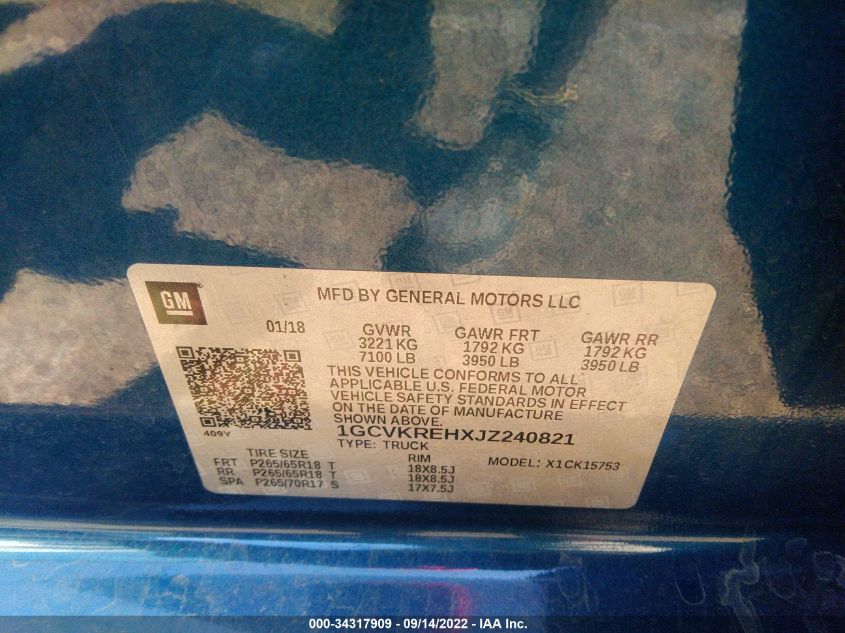 GM
MFD BY GENERAL MOTORS LLC
01/18 GVWR GAWR FRT GAWR RR
3221 KG 1792 KG 1792 KG
7100 LB 3950 LB 3950 LB
THIS VEHICLE CONFORMS TO ALL
APPLICABLE U.S. FEDERAL MOTOR
VEHICLE SAFETY STANDARDS IN EFFECT
ON THE DATE OF MANUFACTURE
SHOWN ABOVE.
409Y
1GCVKREHXJZ240821
TYPE: TRUCK
TIRE SIZE RIM MODEL: X1CK15753
FRT P265/65R18 T 18X8.5J
RR P265/65R18 T 18X8.5J
SPA P265/70R17 S 17X7.5J
000-34317909 - 09/14/2022 - IAA Inc.